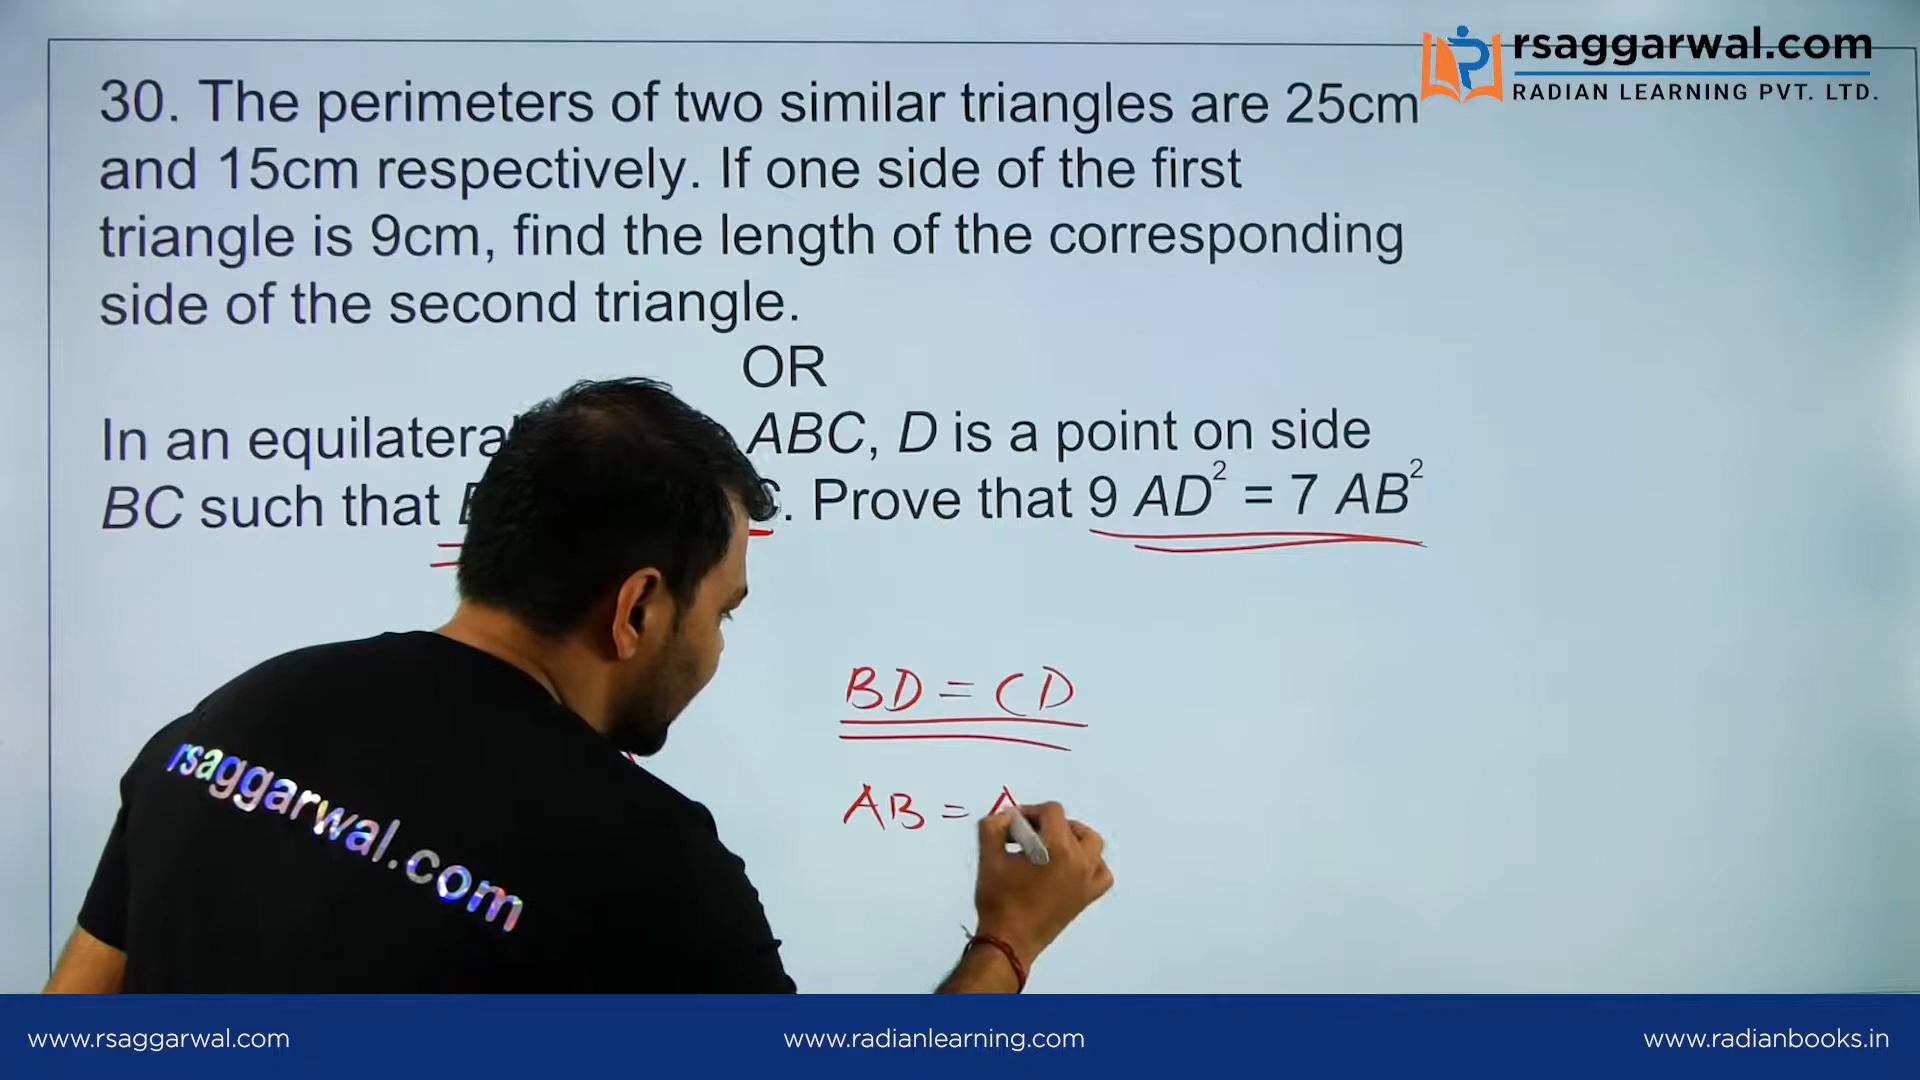 rsaggarwal.com
RADIAN LEARNING PVT. LTD.
30. The perimeters of two similar triangles are 25cm
and 15cm respectively. If one side of the first
triangle is 9cm, find the length of the corresponding
side of the second triangle.
OR
In an equilatera ABC, D is a point on side
BC such that . Prove that 9 AD² = 7 AB²
BD = CD
AB = A
rsaggarwal.com
www.rsaggarwal.com
www.radianlearning.com
www.radianbooks.in